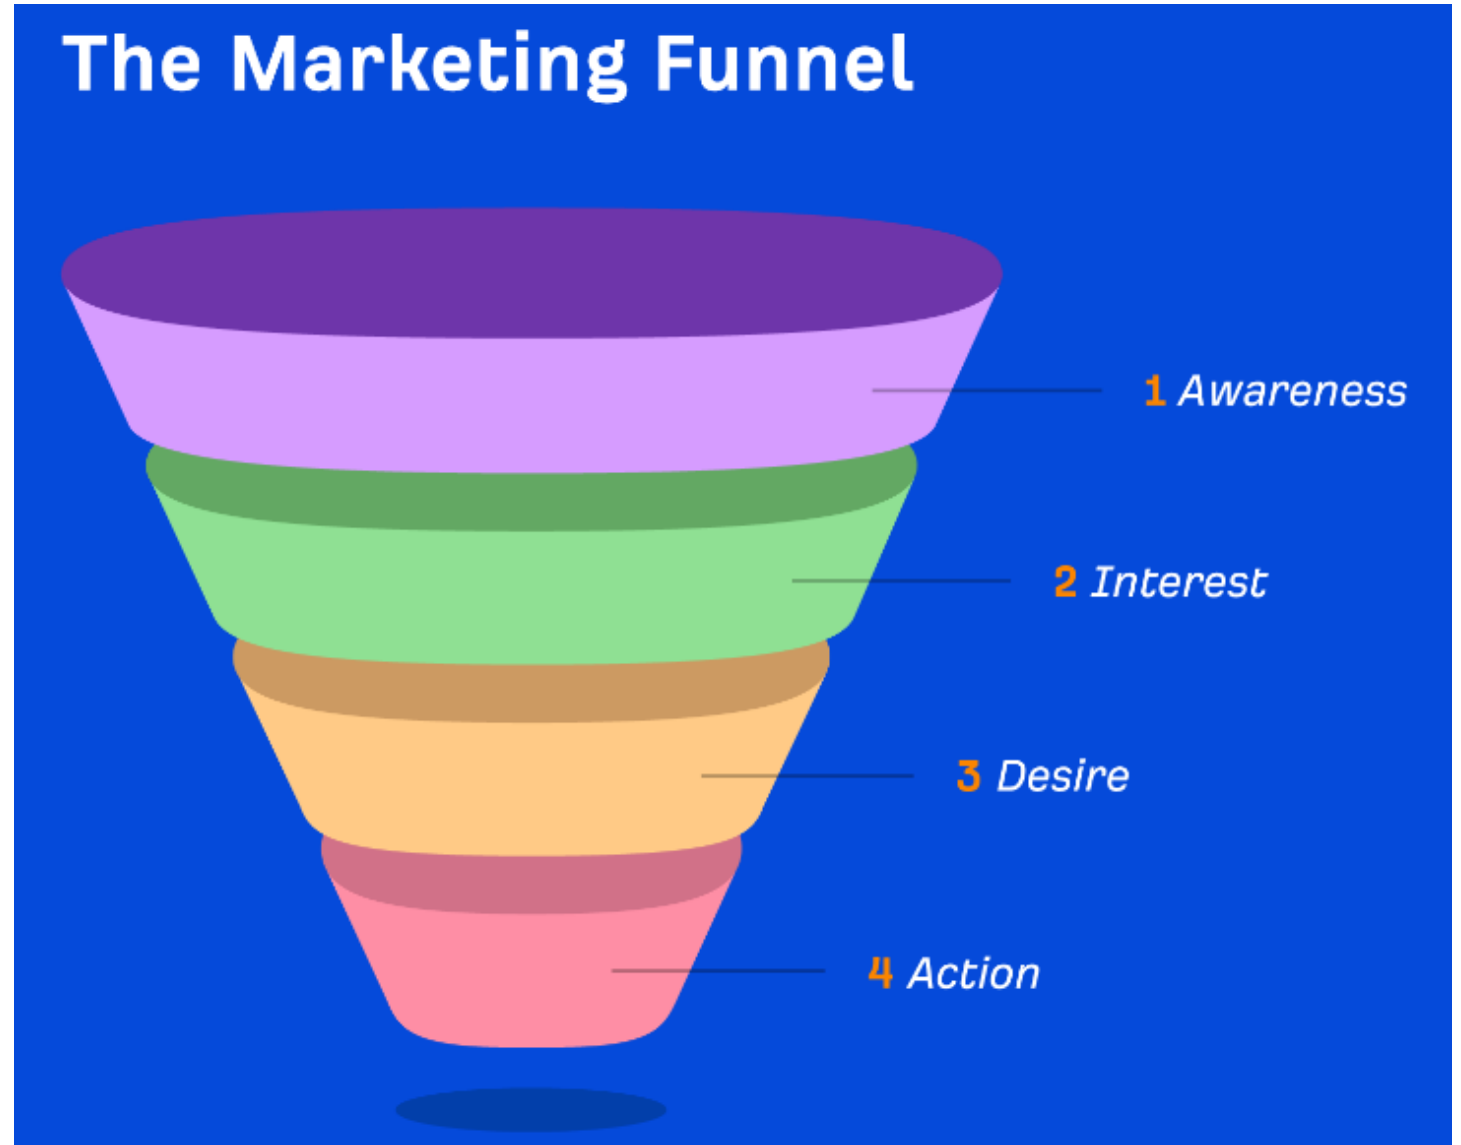 The Marketing Funnel
1 Awareness
2 Interest
3 Desire
4 Action